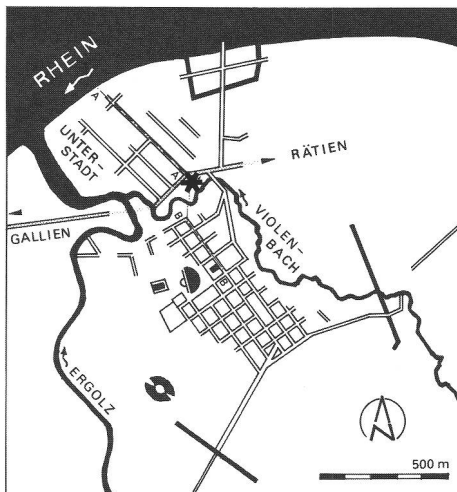 RHEIN
A
UNTER-
STADT
A
RÄTIEN
GALLIEN
B
VIOLEN-
BACH
B
ERGOLZ
N
500 m